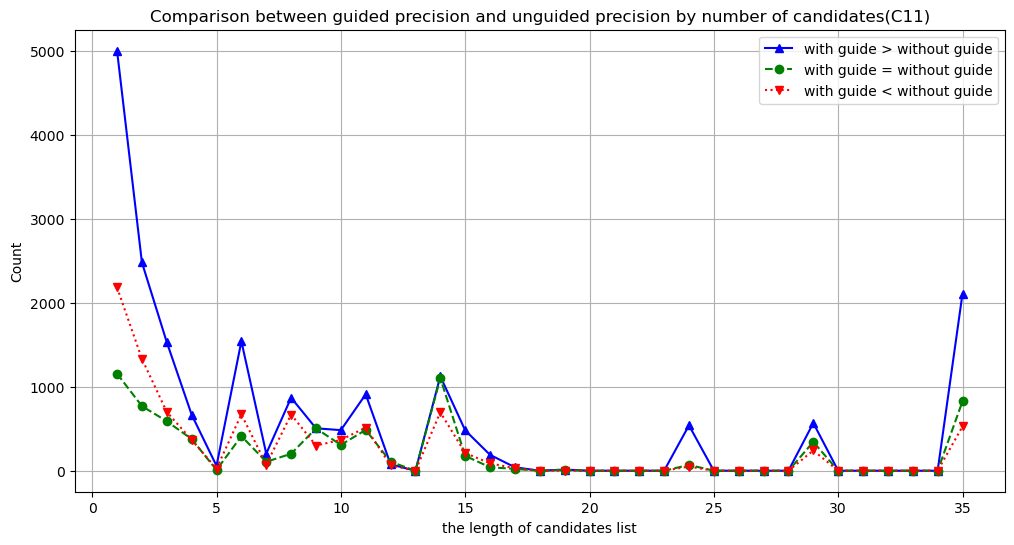 Comparison between guided precision and unguided precision by number of candidates(C11)
with guide > without guide
with guide = without guide
with guide < without guide
5000
4000
3000
2000
1000
0
Count
0 5 10 15 20 25 30 35
the length of candidates list